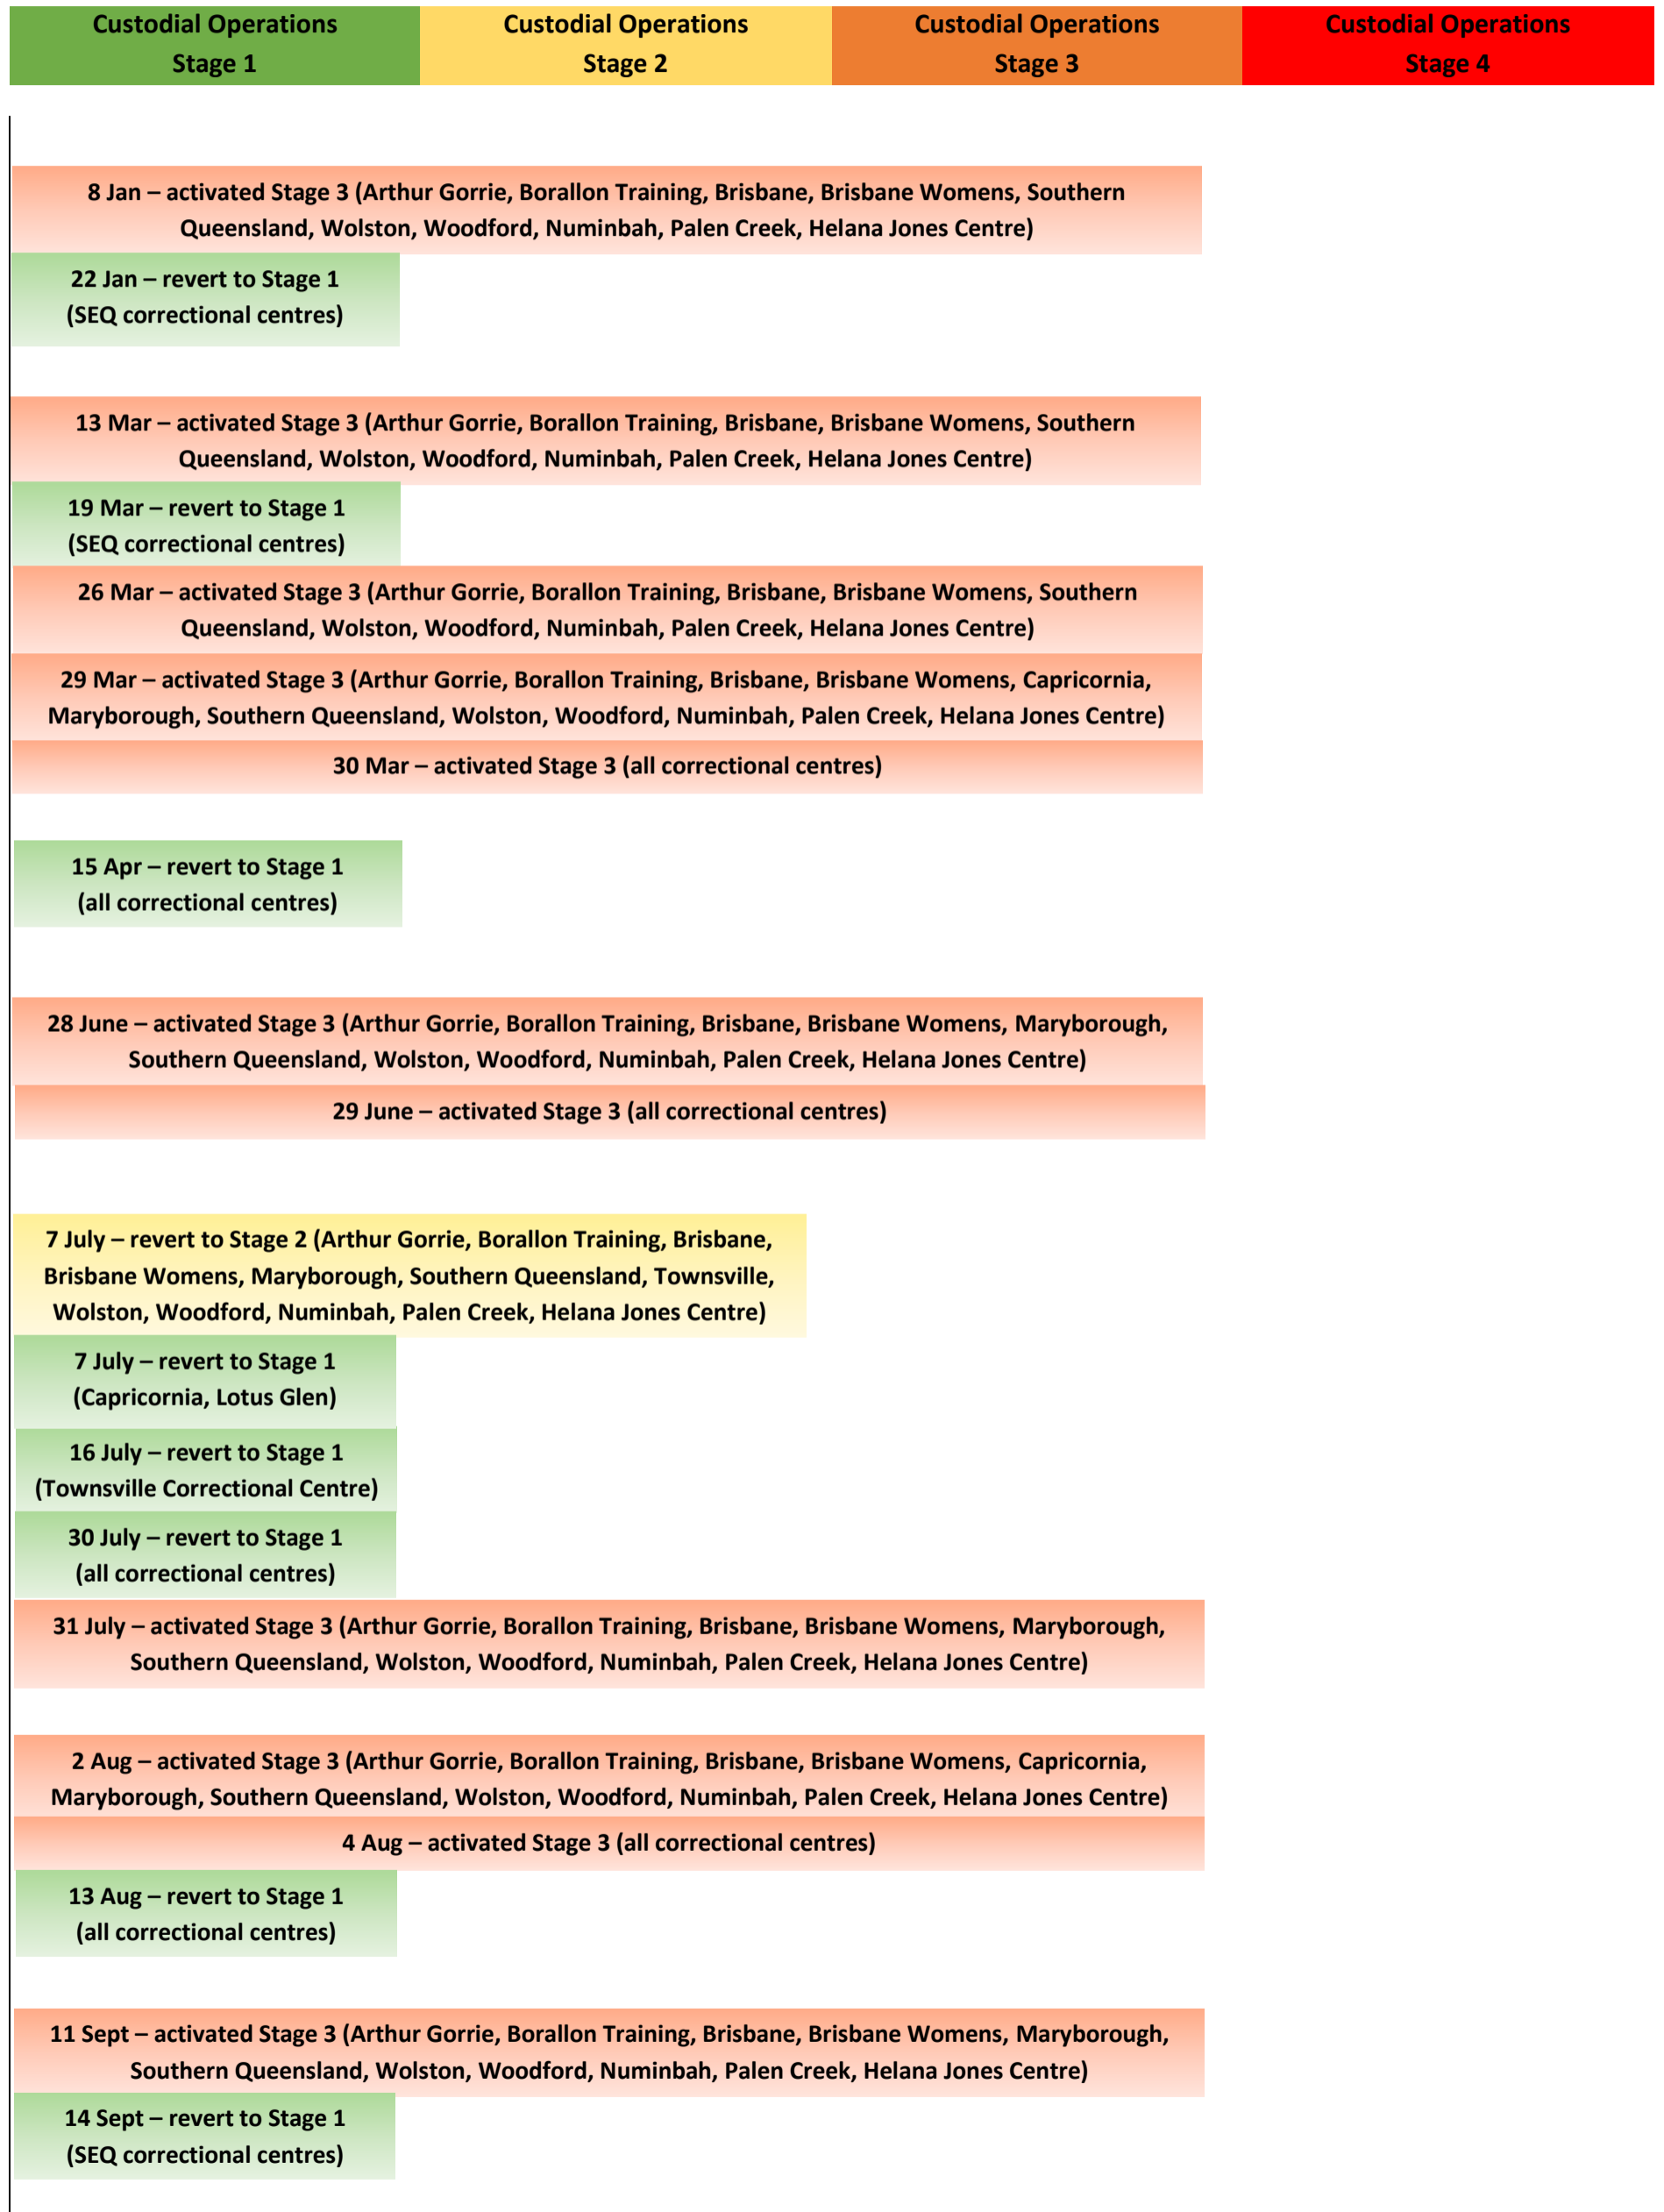 Custodial Operations
Stage 1
Custodial Operations
Stage 2
Custodial Operations
Stage 3
Custodial Operations
Stage 4
8 Jan – activated Stage 3 (Arthur Gorrie, Borallon Training, Brisbane, Brisbane Womens, Southern
Queensland, Wolston, Woodford, Numinbah, Palen Creek, Helana Jones Centre)
22 Jan – revert to Stage 1
(SEQ correctional centres)
13 Mar – activated Stage 3 (Arthur Gorrie, Borallon Training, Brisbane, Brisbane Womens, Southern
Queensland, Wolston, Woodford, Numinbah, Palen Creek, Helana Jones Centre)
19 Mar – revert to Stage 1
(SEQ correctional centres)
26 Mar – activated Stage 3 (Arthur Gorrie, Borallon Training, Brisbane, Brisbane Womens, Southern
Queensland, Wolston, Woodford, Numinbah, Palen Creek, Helana Jones Centre)
29 Mar – activated Stage 3 (Arthur Gorrie, Borallon Training, Brisbane, Brisbane Womens, Capricornia,
Maryborough, Southern Queensland, Wolston, Woodford, Numinbah, Palen Creek, Helana Jones Centre)
30 Mar – activated Stage 3 (all correctional centres)
15 Apr – revert to Stage 1
(all correctional centres)
28 June – activated Stage 3 (Arthur Gorrie, Borallon Training, Brisbane, Brisbane Womens, Maryborough,
Southern Queensland, Wolston, Woodford, Numinbah, Palen Creek, Helana Jones Centre)
29 June – activated Stage 3 (all correctional centres)
7 July – revert to Stage 2 (Arthur Gorrie, Borallon Training, Brisbane,
Brisbane Womens, Maryborough, Southern Queensland, Townsville,
Wolston, Woodford, Numinbah, Palen Creek, Helana Jones Centre)
7 July – revert to Stage 1
(Capricornia, Lotus Glen)
16 July – revert to Stage 1
(Townsville Correctional Centre)
30 July – revert to Stage 1
(all correctional centres)
31 July – activated Stage 3 (Arthur Gorrie, Borallon Training, Brisbane, Brisbane Womens, Maryborough,
Southern Queensland, Wolston, Woodford, Numinbah, Palen Creek, Helana Jones Centre)
2 Aug – activated Stage 3 (Arthur Gorrie, Borallon Training, Brisbane, Brisbane Womens, Capricornia,
Maryborough, Southern Queensland, Wolston, Woodford, Numinbah, Palen Creek, Helana Jones Centre)
4 Aug – activated Stage 3 (all correctional centres)
13 Aug – revert to Stage 1
(all correctional centres)
11 Sept – activated Stage 3 (Arthur Gorrie, Borallon Training, Brisbane, Brisbane Womens, Maryborough,
Southern Queensland, Wolston, Woodford, Numinbah, Palen Creek, Helana Jones Centre)
14 Sept – revert to Stage 1
(SEQ correctional centres)